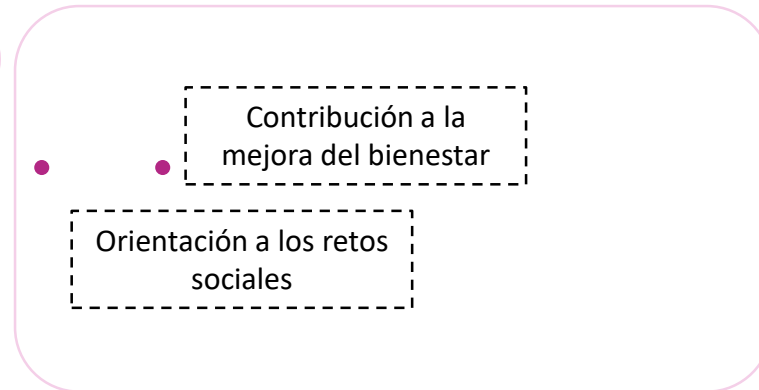 Contribución a la
mejora del bienestar
Orientación a los retos
sociales